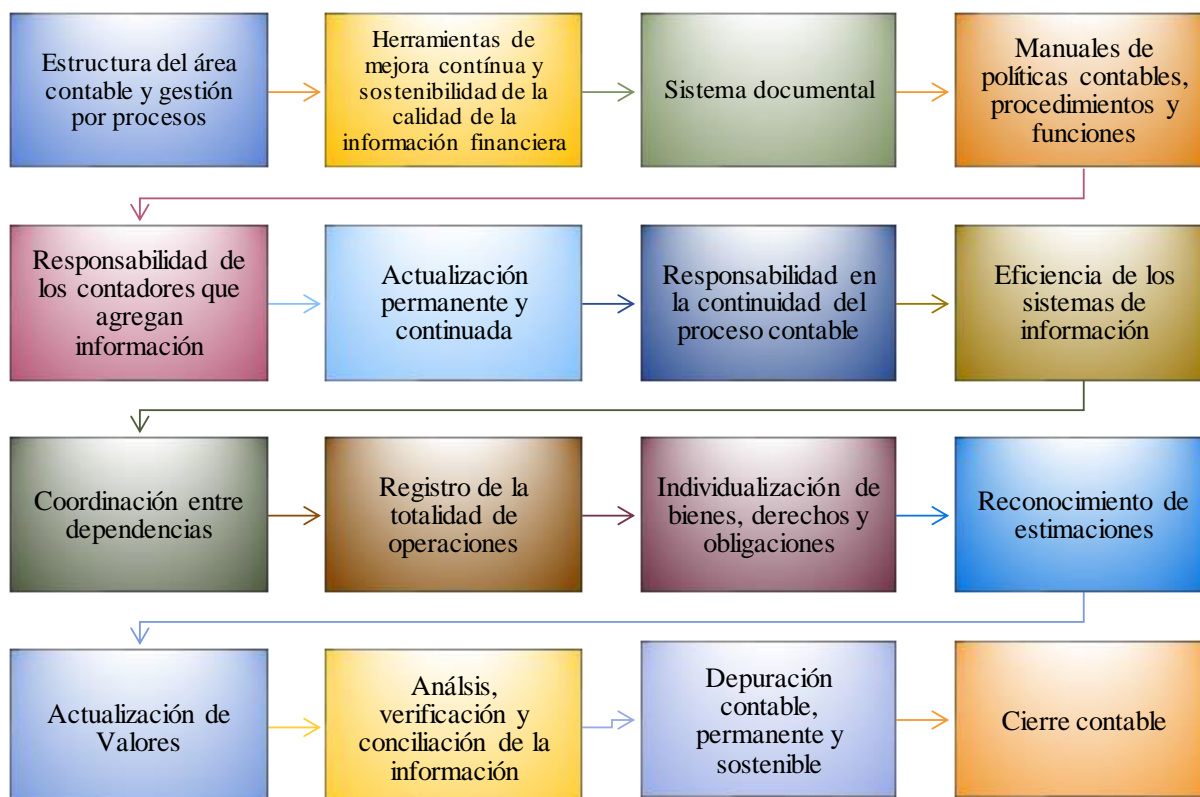 Estructura del área
contable y gestión
por procesos
Herramientas de
mejora contínua y
sostenibilidad de la
calidad de la
información financiera
Sistema documental
Manuales de
políticas contables,
procedimientos y
funciones
Responsabilidad de
los contadores que
agregan
información
Actualización
permanente y
continuada
Responsabilidad en
la continuidad del
proceso contable
Eficiencia de los
sistemas de
información
Coordinación entre
dependencias
Registro de la
totalidad de
operaciones
Individualización de
bienes, derechos y
obligaciones
Reconocimiento de
estimaciones
Actualización de
Valores
Análsis,
verificación y
conciliación de la
información
Depuración
contable,
permanente y
sostenible
Cierre contable